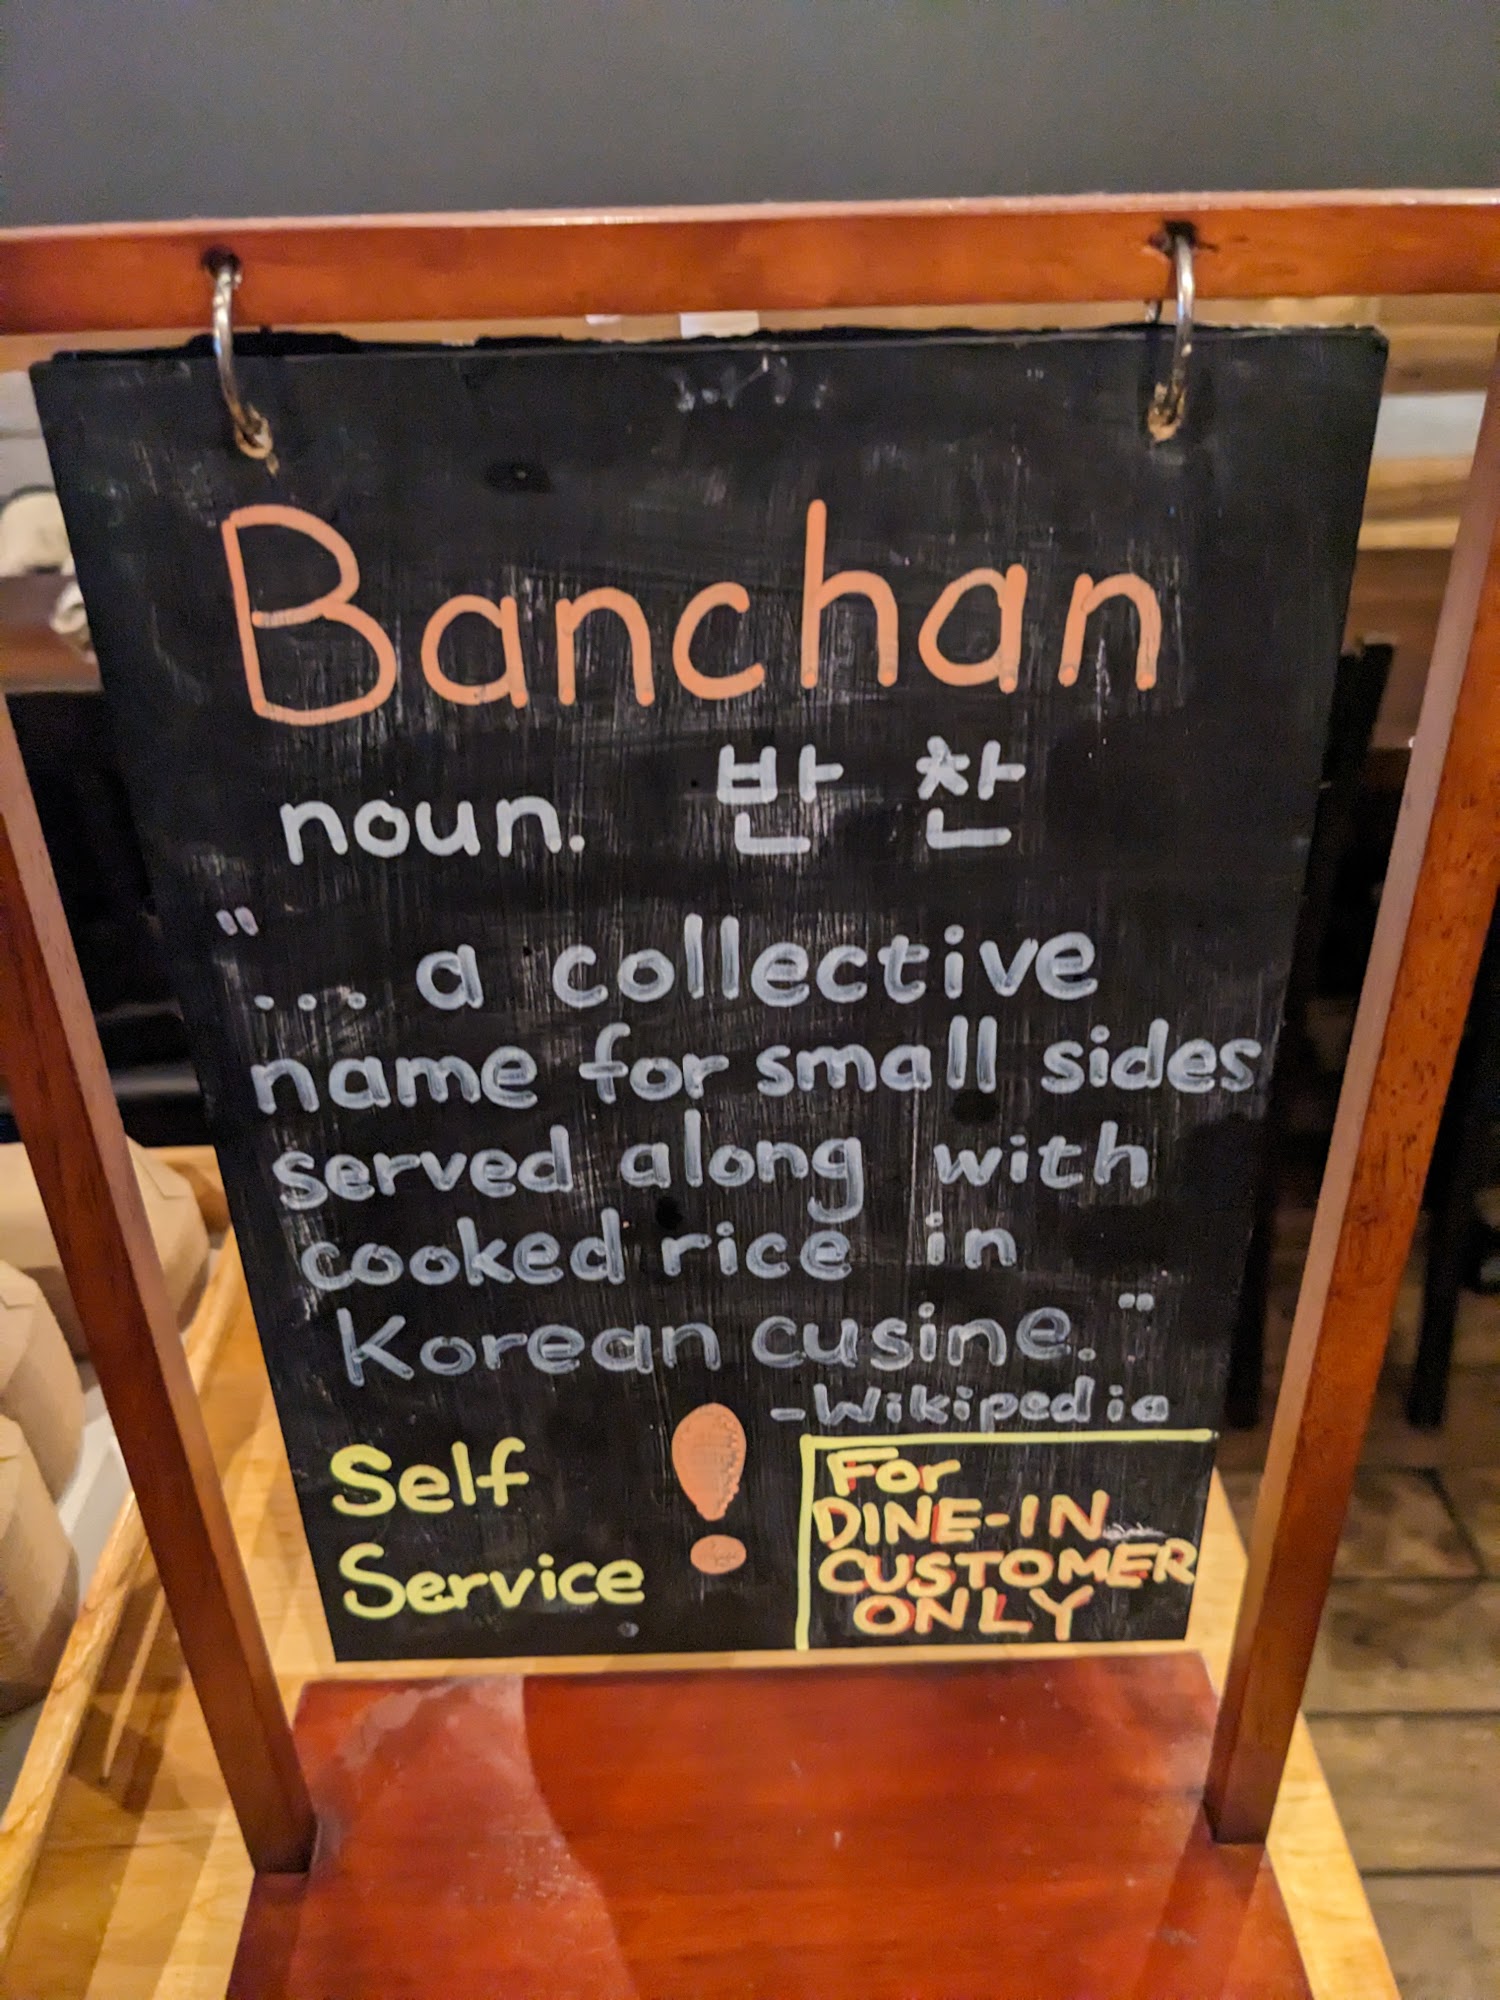 Banchan
noun. 반 찬
"... a collective
name for small sides
served along with
cooked rice in
Korean cusine."
-Wikipedia
Self
Service
!
For
DINE-IN
CUSTOMER
ONLY